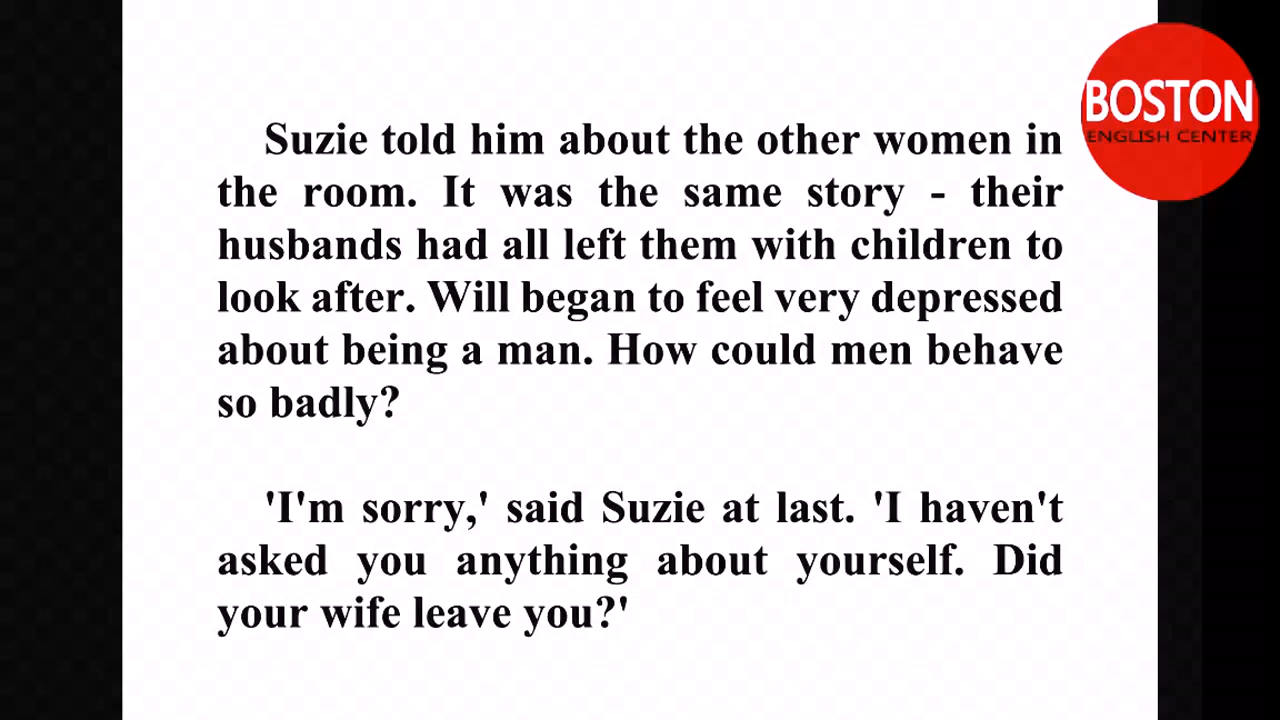 BOSTON
ENGLISH CENTER
Suzie told him about the other women in
the room. It was the same story - their
husbands had all left them with children to
look after. Will began to feel very depressed
about being a man. How could men behave
so badly?
'I'm sorry,' said Suzie at last. 'I haven't
asked you anything about yourself. Did
your wife leave you?'